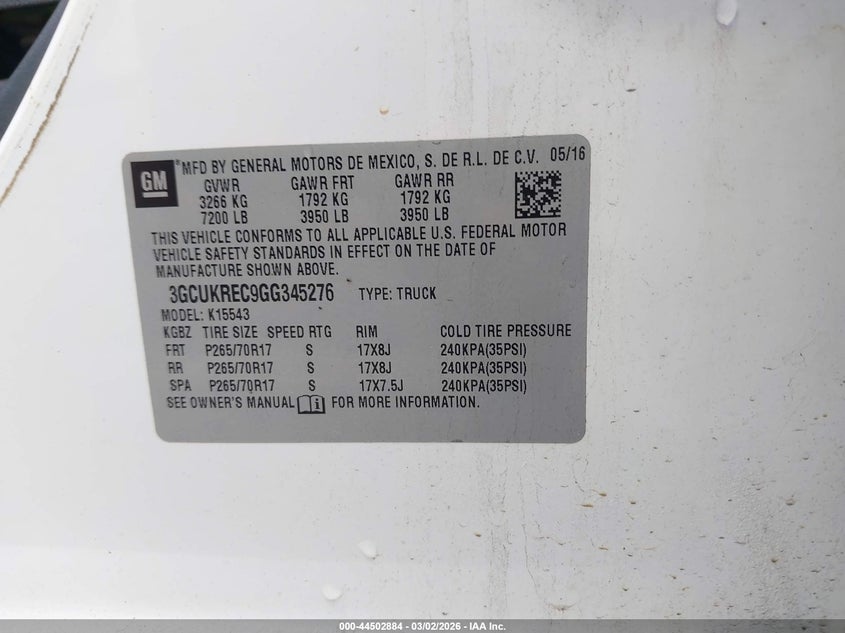 GM
*MFD BY GENERAL MOTORS DE MEXICO, S. DE R.L. DE C.V. 05/16
GVWR GAWR FRT GAWR RR
3266 KG 1792 KG 1792 KG
7200 LB 3950 LB 3950 LB
THIS VEHICLE CONFORMS TO ALL APPLICABLE U.S. FEDERAL MOTOR
VEHICLE SAFETY STANDARDS IN EFFECT ON THE DATE OF
MANUFACTURE SHOWN ABOVE.
3GCUKREC9GG345276 TYPE: TRUCK
MODEL: K15543
KGBZ TIRE SIZE SPEED RTG RIM COLD TIRE PRESSURE
FRT P265/70R17 S 17X8J 240KPA(35PSI)
RR P265/70R17 S 17X8J 240KPA(35PSI)
SPA P265/70R17 S 17X7.5J 240KPA(35PSI)
SEE OWNER'S MANUAL i FOR MORE INFORMATION.
000-44502884 - 03/02/2026 - IAA Inc.